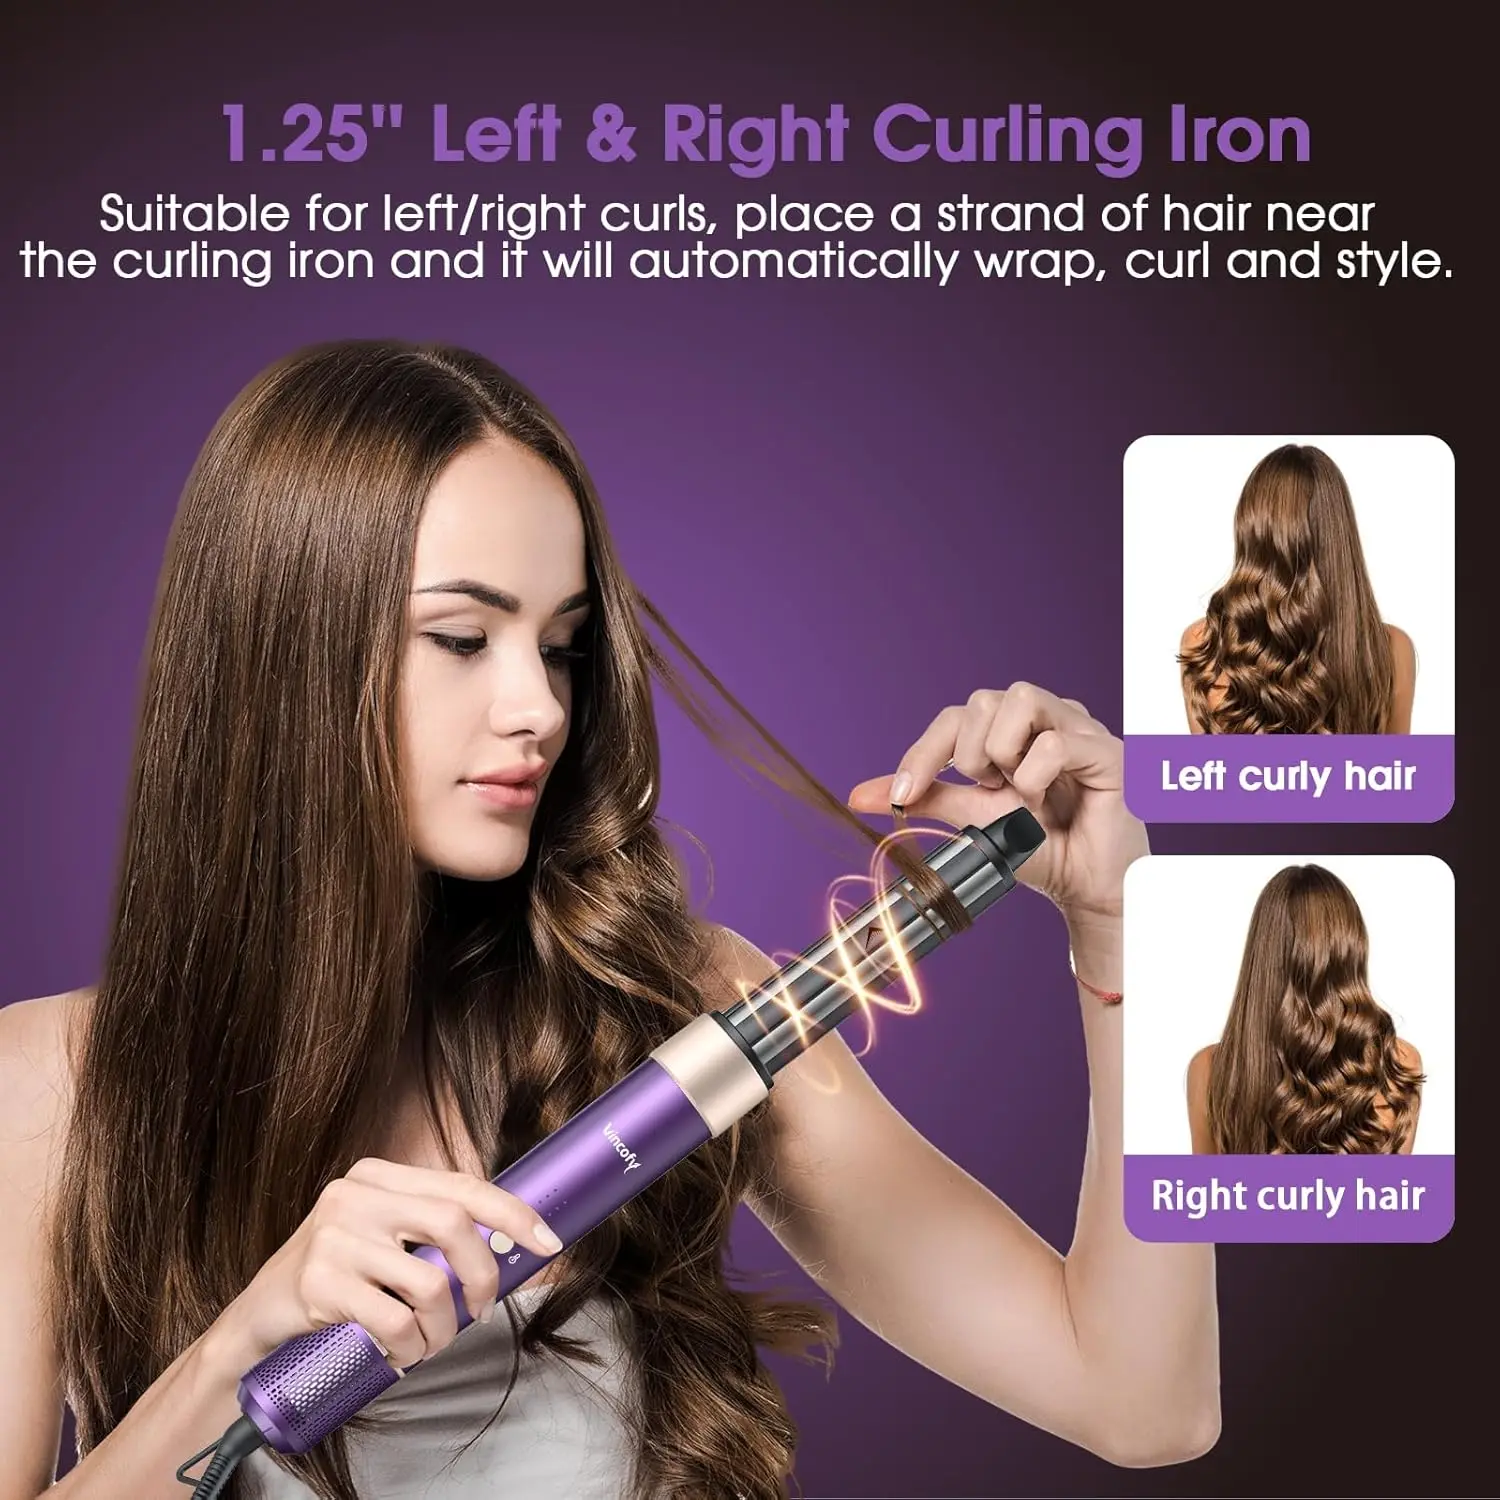 1.25" Left & Right Curling Iron
Suitable for left/right curls, place a strand of hair near
the curling iron and it will automatically wrap, curl and style.
Left curly hair
Right curly hair
Vincofy